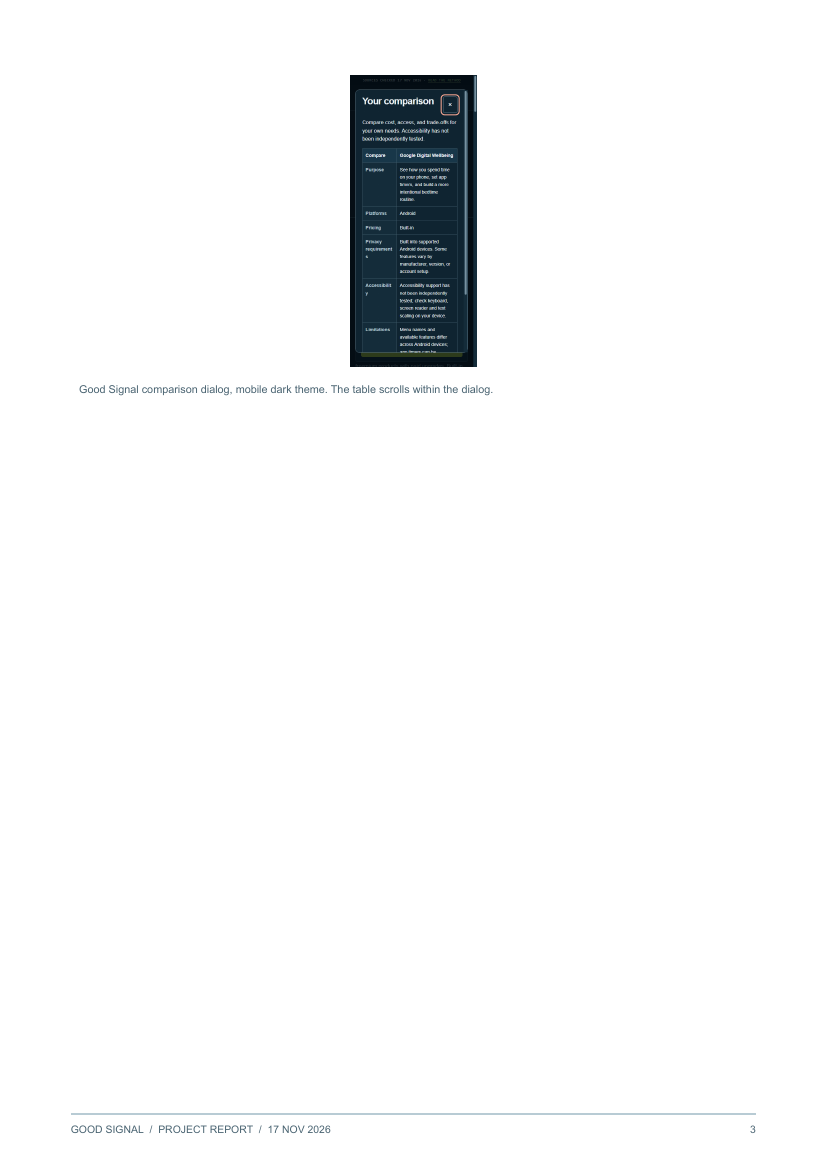 Your comparison
×
Compare cost, access, and trade-offs for
your own needs. Accessibility has not
been independently tested.
Compare Google Digital Wellbeing
Purpose See how you spend time
on your phone, set app
timers, and build a more
intentional bedtime
routine.
Platforms Android
Pricing Built-in
Privacy Built into supported
requirement Android devices. Some
s features vary by
manufacturer, version, or
account setup.
Accessibilit Accessibility support has
y not been independently
tested; check keyboard,
screen reader and text
scaling on your device.
Limitations Menu names and
available features differ
across Android devices;
Good Signal comparison dialog, mobile dark theme. The table scrolls within the dialog.
GOOD SIGNAL / PROJECT REPORT / 17 NOV 2026 3